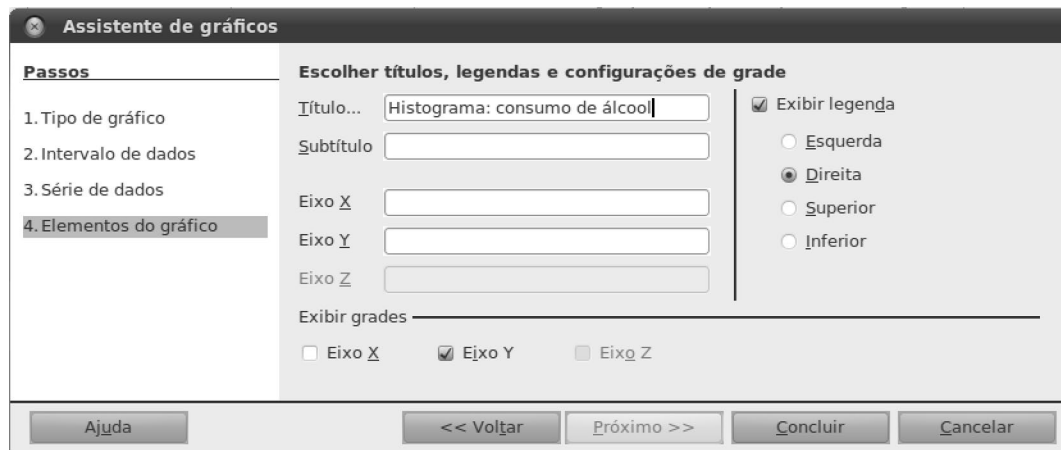 Assistente de gráficos
Passos
1. Tipo de gráfico
2. Intervalo de dados
3. Série de dados
4. Elementos do gráfico
Escolher títulos, legendas e configurações de grade
Título... Histograma: consumo de álcool
Subtítulo
Eixo X
Eixo Y
Eixo Z
Exibir legenda
Esquerda
Direita
Superior
Inferior
Exibir grades
Eixo X Eixo Y Eixo Z
Ajuda << Voltar Próximo >> Concluir Cancelar